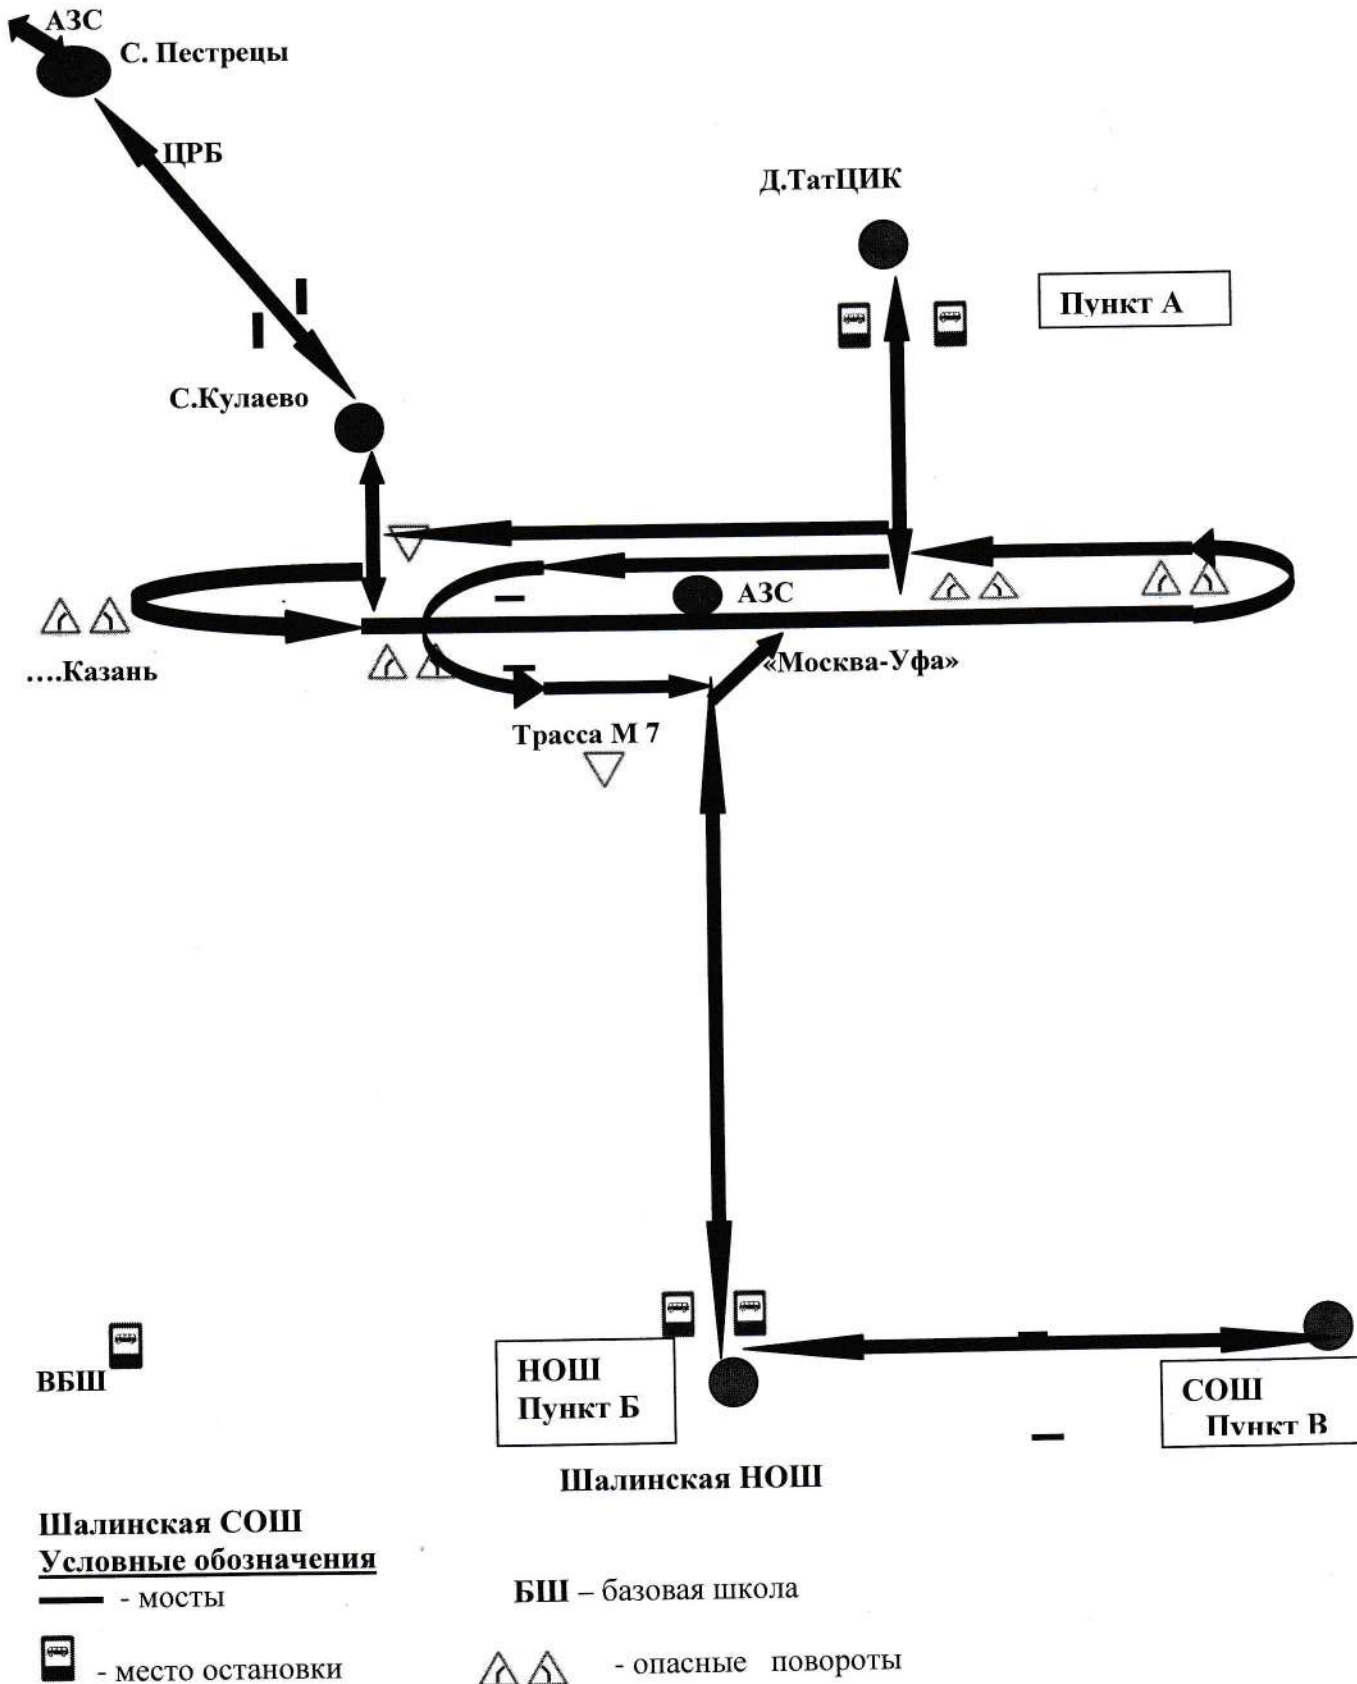 АЗС
С. Пестрецы
ЦРБ
Д.ТатЦИК
Пункт А
С.Кулаево
АЗС
....Казань
«Москва-Уфа»
Трасса М 7
ВБШ
НОШ
Пункт Б
СОШ
Пункт В
Шалинская НОШ
Шалинская СОШ
Условные обозначения
- мосты
БШ – базовая школа
- место остановки
- опасные повороты